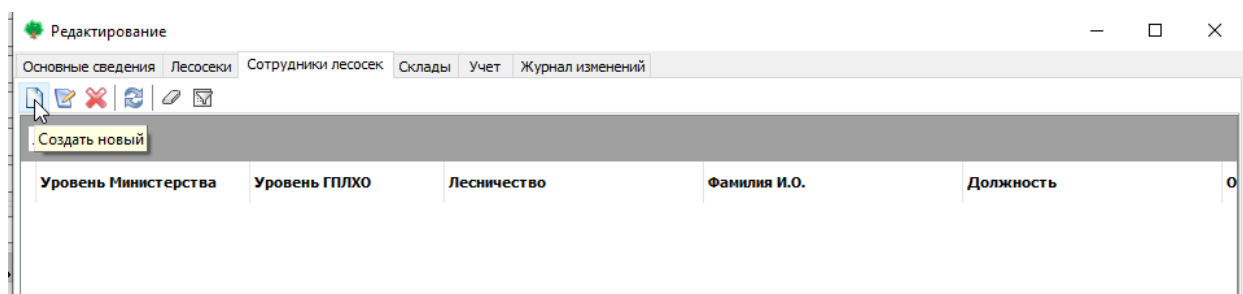 Редактирование
Основные сведения Лесосеки Сотрудники лесосек Склады Учет Журнал изменений
Создать новый
Уровень Министерства Уровень ГПЛХО Лесничество Фамилия И.О. Должность О